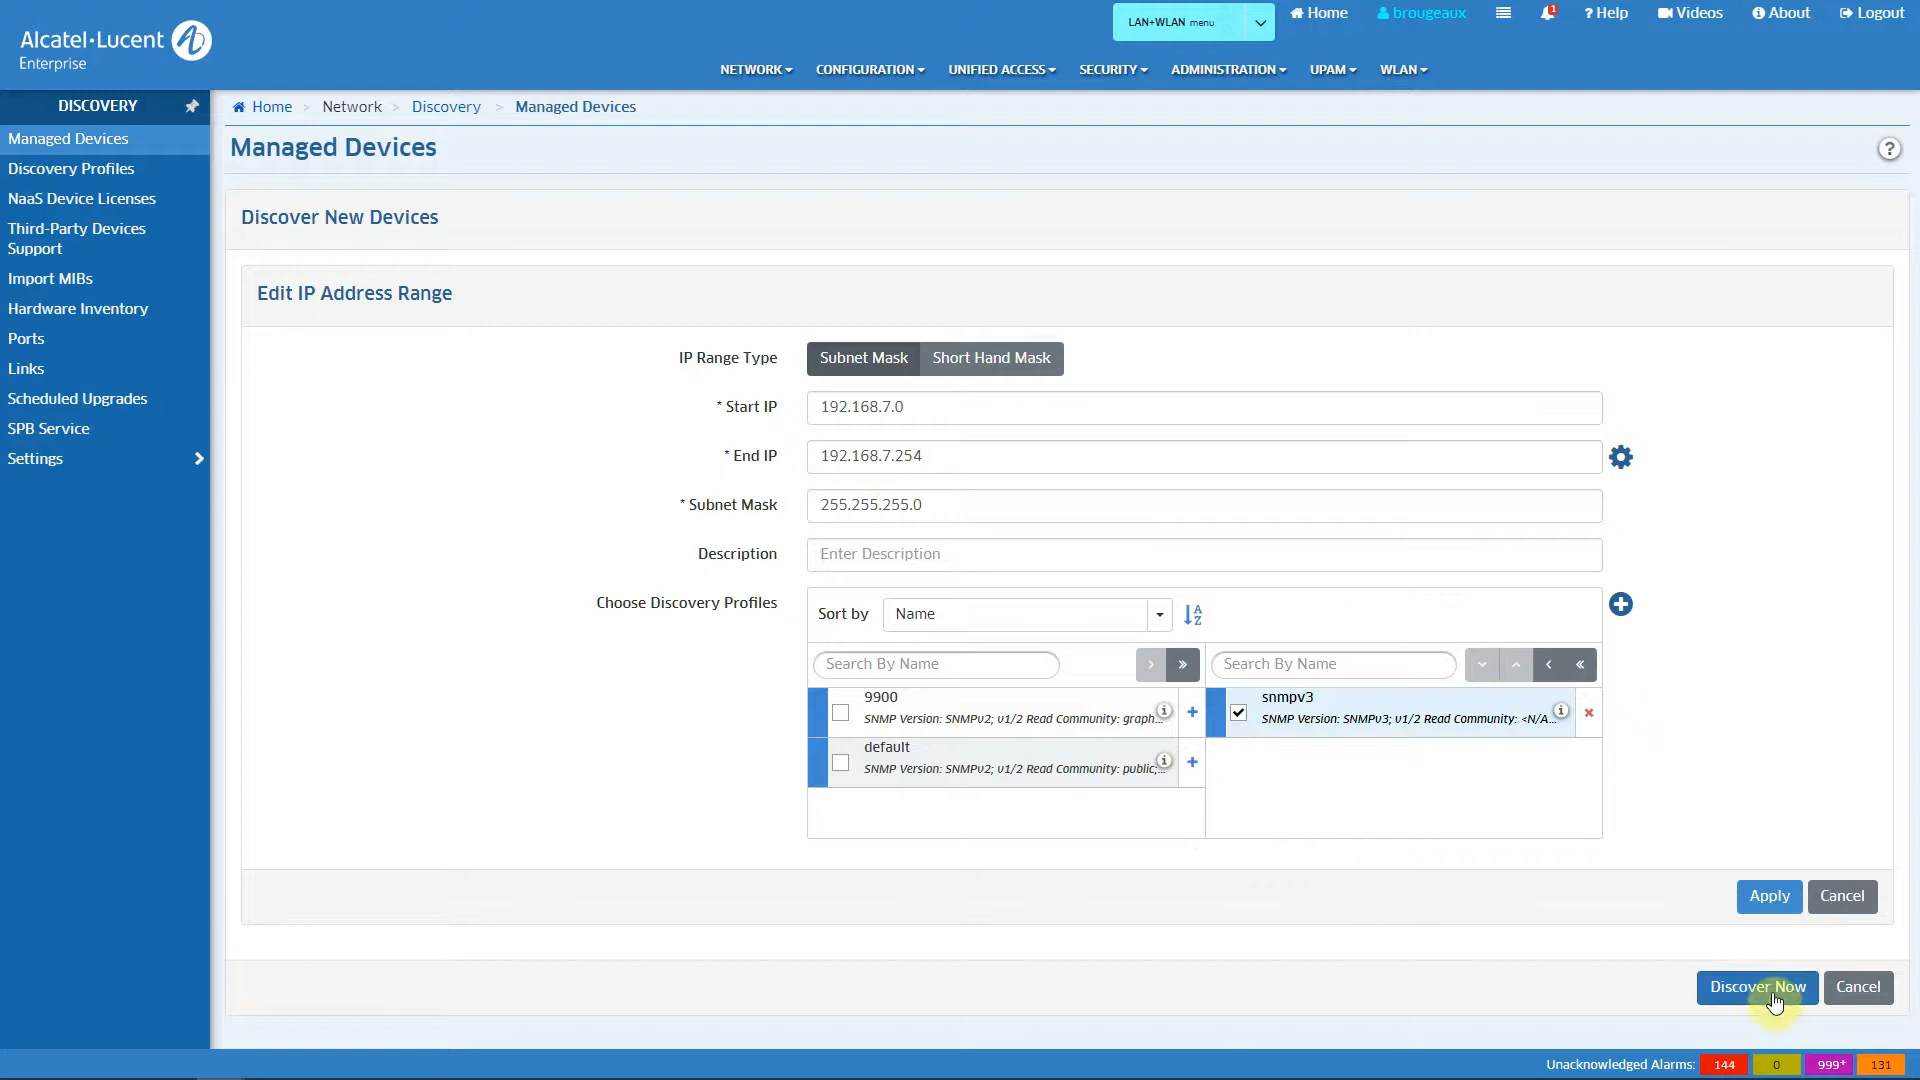 LAN+WLAN menu
Home
brougeaux
1
? Help
Videos
About
Logout
Alcatel·Lucent
Enterprise
NETWORK
CONFIGURATION
UNIFIED ACCESS
SECURITY
ADMINISTRATION
UPAM
WLAN
DISCOVERY
Home > Network > Discovery > Managed Devices
Managed Devices
Discovery Profiles
NaaS Device Licenses
Third-Party Devices
Support
Import MIBs
Hardware Inventory
Ports
Links
Scheduled Upgrades
SPB Service
Settings
Managed Devices
?
Discover New Devices
Edit IP Address Range
IP Range Type
Subnet Mask
Short Hand Mask
* Start IP
192.168.7.0
* End IP
192.168.7.254
* Subnet Mask
255.255.255.0
Description
Enter Description
Choose Discovery Profiles
Sort by
Name
A
Z
Search By Name
Search By Name
9900
SNMP Version: SNMPv2; v1/2 Read Community: graph...
default
SNMP Version: SNMPv2; v1/2 Read Community: public;...
snmpv3
SNMP Version: SNMPv3; v1/2 Read Community: <N/A...
Apply
Cancel
Discover Now
Cancel
Unacknowledged Alarms:
144
0
999+
131